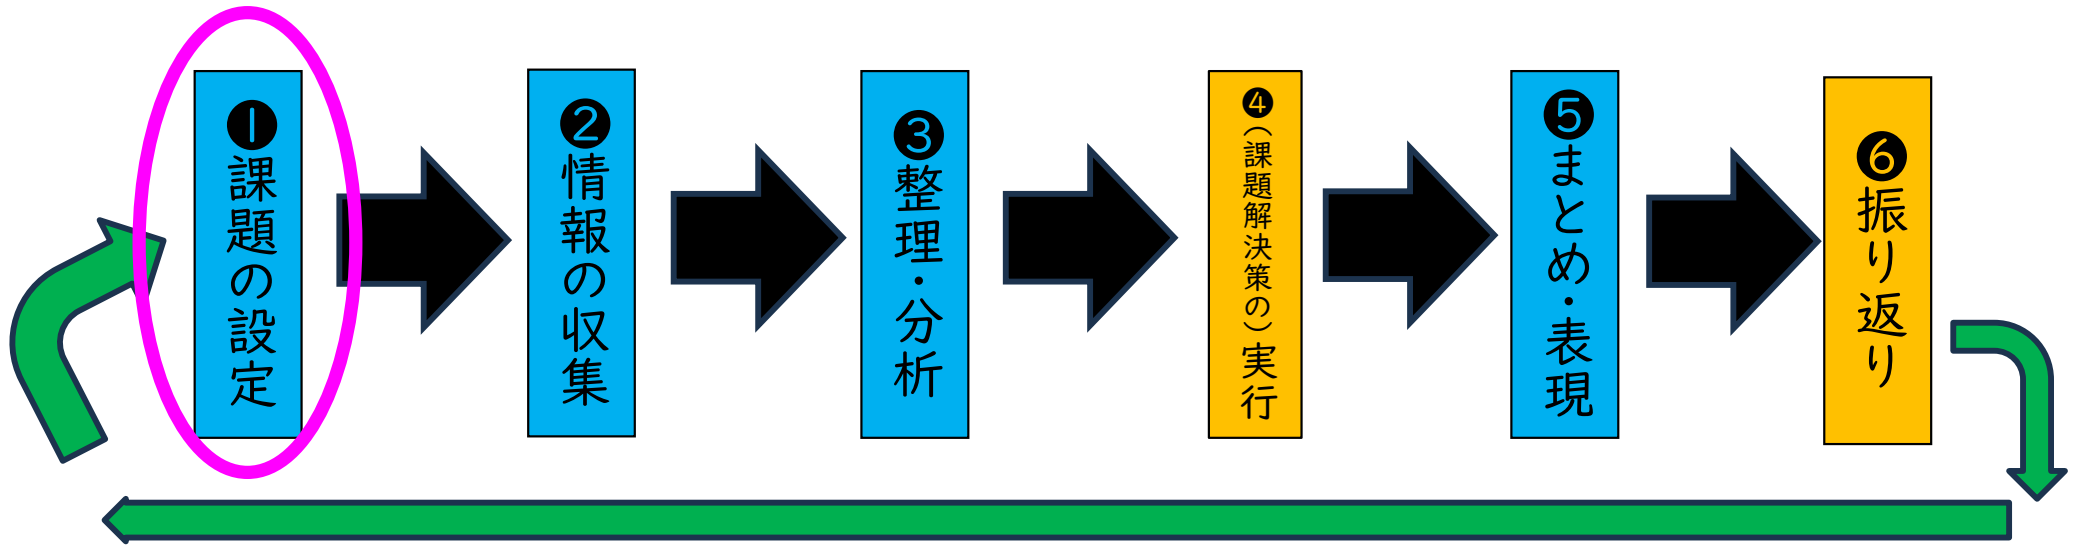 ❶課題の設定
❷情報の収集
❸整理・分析
❹(課題解決策の)実行
❺まとめ・表現
❻振り返り